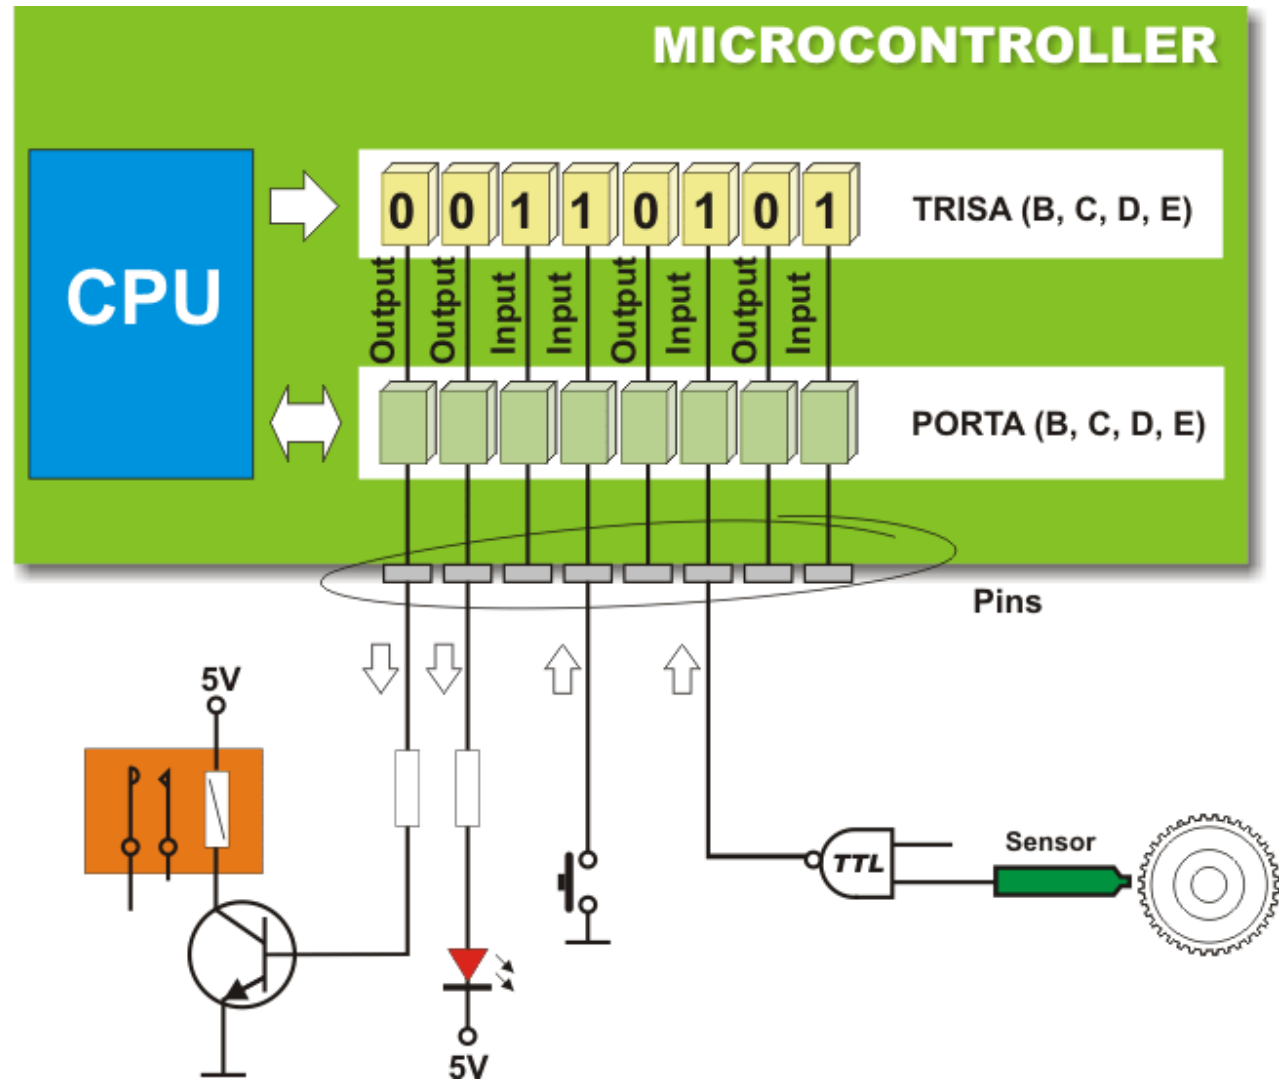 MICROCONTROLLER
CPU
0 0 1 1 0 1 0 1
TRISA (B, C, D, E)
Output
Output
Input
Input
Output
Input
Output
Input
PORTA (B, C, D, E)
Pins
5V
Sensor
TTL
5V